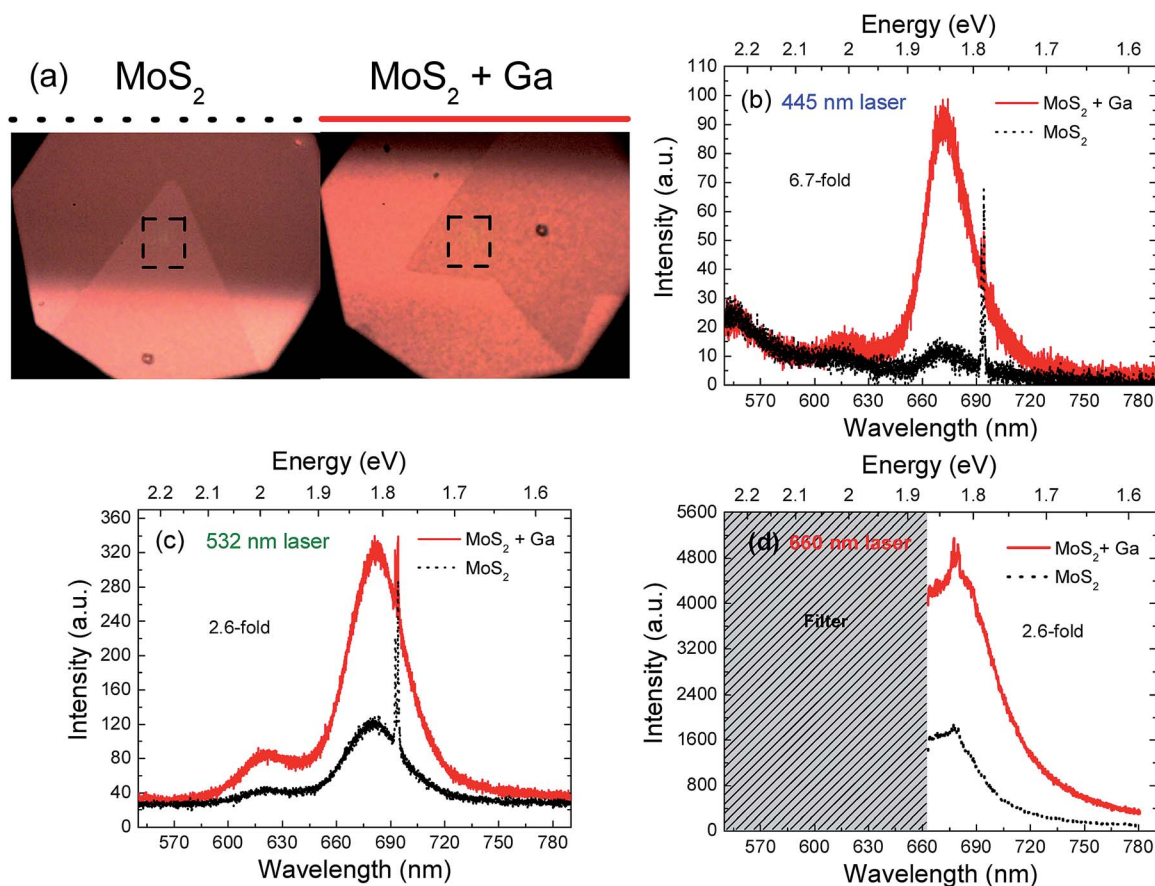 (a) MoS₂ MoS₂ + Ga
Energy (eV)
2.2 2.1 2 1.9 1.8 1.7 1.6
(b) 445 nm laser
MoS₂ + Ga
MoS₂
6.7-fold
Intensity (a.u.)
100
90
80
70
60
50
40
30
20
10
0
570 600 630 660 690 720 750 780
Wavelength (nm)
Energy (eV)
2.2 2.1 2 1.9 1.8 1.7 1.6
(c) 532 nm laser
MoS₂ + Ga
MoS₂
2.6-fold
Intensity (a.u.)
360
320
280
240
200
160
120
80
40
0
570 600 630 660 690 720 750 780
Wavelength (nm)
Energy (eV)
2.2 2.1 2 1.9 1.8 1.7 1.6
(d) 660 nm laser
MoS₂+ Ga
MoS₂
Filter
2.6-fold
Intensity (a.u.)
5600
4800
4000
3200
2400
1600
800
0
570 600 630 660 690 720 750 780
Wavelength (nm)